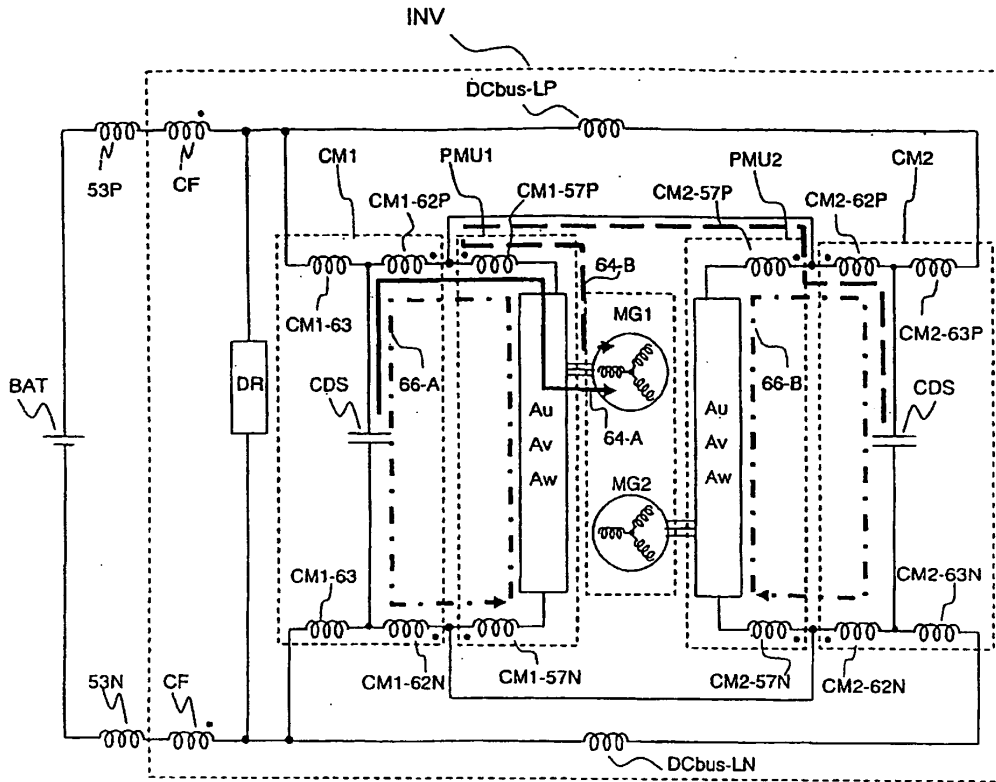 INV
DCbus-LP
53P
CF
CM1
PMU1
CM1-57P
CM1-62P
CM2-57P
PMU2
CM2
CM2-62P
64-B
MG1
CM1-63
CM2-63P
66-A
66-B
BAT
DR
CDS
CDS
Au
Av
Aw
64-A
Au
Av
Aw
MG2
CM1-63
CM2-63N
53N
CF
CM1-62N
CM1-57N
CM2-57N
CM2-62N
DCbus-LN